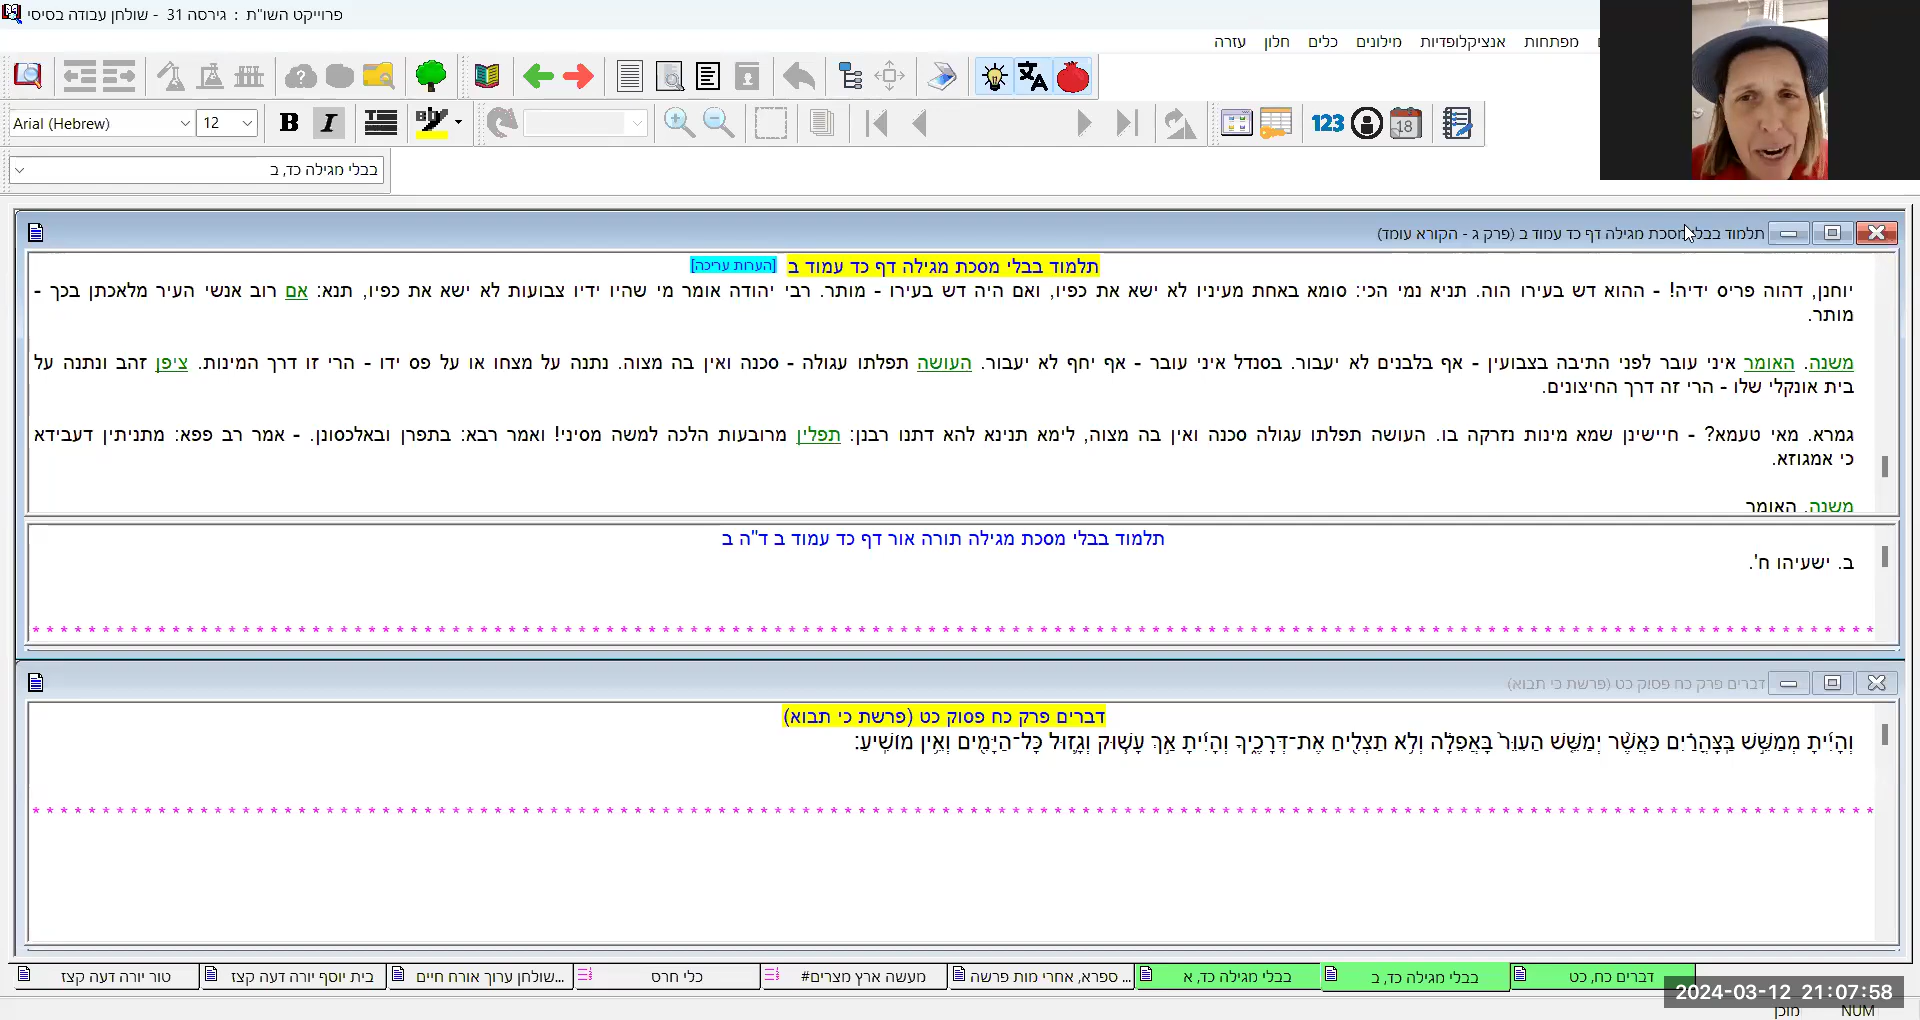 פרוייקט השו"ת : גירסה 31 - שולחן עבודה בסיסי
מפתחות אנציקלופדיות מילונים כלים חלון עזרה
Arial (Hebrew) 12 B I by 123 18
בבלי מגילה כד, ב
תלמוד בבלי מסכת מגילה דף כד עמוד ב (פרק ג - הקורא עומד)
תלמוד בבלי מסכת מגילה דף כד עמוד ב [הערות עריכה]
יוחנן, דהוה פריס ידיה! - ההוא דש בעירו הוה. תניא נמי הכי: סומא באחת מעיניו לא ישא את כפיו, ואם היה דש בעירו - מותר. רבי יהודה אומר מי שהיו ידיו צבועות לא ישא את כפיו, תנא: אם רוב אנשי העיר מלאכתן בכך -
מותר.
משנה. האומר איני עובר לפני התיבה בצבועין - אף בלבנים לא יעבור. בסנדל איני עובר - אף יחף לא יעבור. העושה תפלתו עגולה - סכנה ואין בה מצוה. נתנה על מצחו או על פס ידו - הרי זו דרך המינות. ציפן זהב ונתנה על
בית אונקלי שלו - הרי זה דרך החיצונים.
גמרא. מאי טעמא? - חיישינן שמא מינות נזרקה בו. העושה תפלתו עגולה סכנה ואין בה מצוה, לימא תנינא להא דתנו רבנן: תפלין מרובעות הלכה למשה מסיני! ואמר רבא: בתפרן ובאלכסונן. - אמר רב פפא: מתניתין דעבידא
כי אמגוזא.
משנה. האומר
תלמוד בבלי מסכת מגילה תורה אור דף כד עמוד ב ד"ה ב
ב. ישעיהו ח'.
דברים פרק כח פסוק כט (פרשת כי תבוא)
דברים פרק כח פסוק כט (פרשת כי תבוא)
וְהָיִ֜יתָ מְמַשֵּׁ֣שׁ בַּֽצָּהֳרַ֗יִם כַּאֲשֶׁ֨ר יְמַשֵּׁ֤שׁ הַעִוֵּר֙ בָּאֲפֵלָ֔ה וְלֹ֥א תַצְלִ֖יחַ אֶת־דְּרָכֶ֑יךָ וְהָיִ֜יתָ אַ֣ךְ עָשׁ֧וּק וְגָז֛וּל כָּל־הַיָּמִ֖ים וְאֵ֥ין מוֹשִֽׁיעַ׃
דברים כח, כט בבלי מגילה כד, ב בבלי מגילה כד, א ספרא, אחרי מות פרשה ... מעשה ארץ מצרים# כלי חרס שולחן ערוך אורח חיים... בית יוסף יורה דעה קצז טור יורה דעה קצז
2024-03-12 21:07:58
מוכן NUM